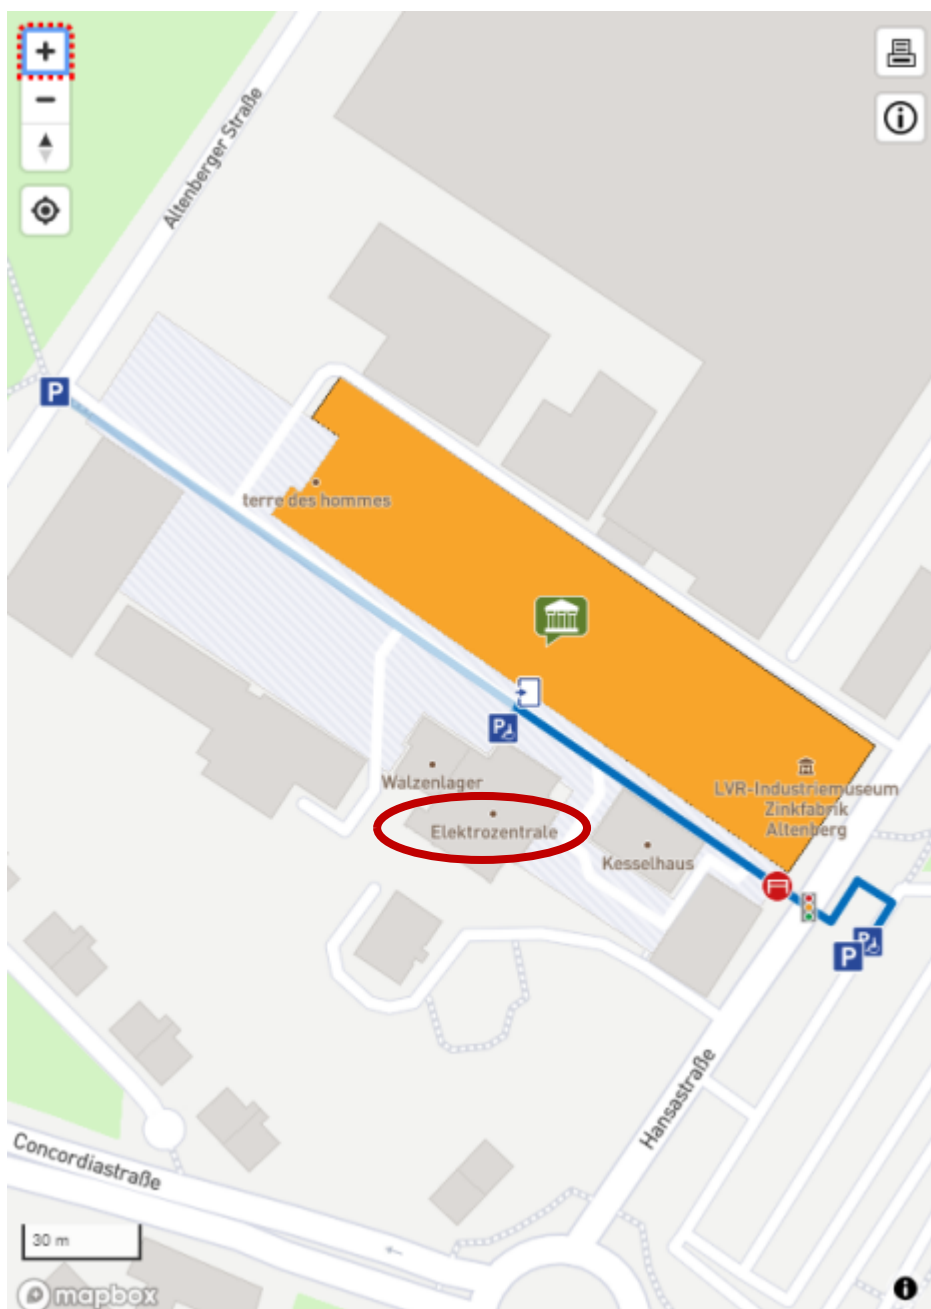 Altenberger Straße
P
terre des hommes
P
Walzenlager
Elektrozentrale
LVR-Industriemuseum
Zinkfabrik
Altenberg
Kesselhaus
P
P
Hansastraße
Concordiastraße
30 m
mapbox